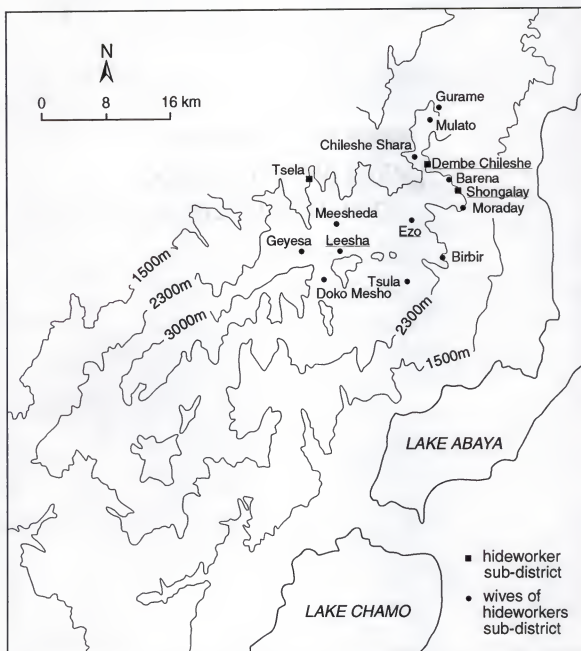 N
0 8 16 km
Gurame
Mulato
Chileshe Shara
Dembe Chileshe
Tsela
Barena
Shongalay
Meesheda
Moraday
Ezo
Geyesa
Leesha
Birbir
1500m
Tsula
Doko Mesho
2300m
2300m
3000m
1500m
LAKE ABAYA
hideworker
sub-district
wives of
hideworkers
sub-district
LAKE CHAMO